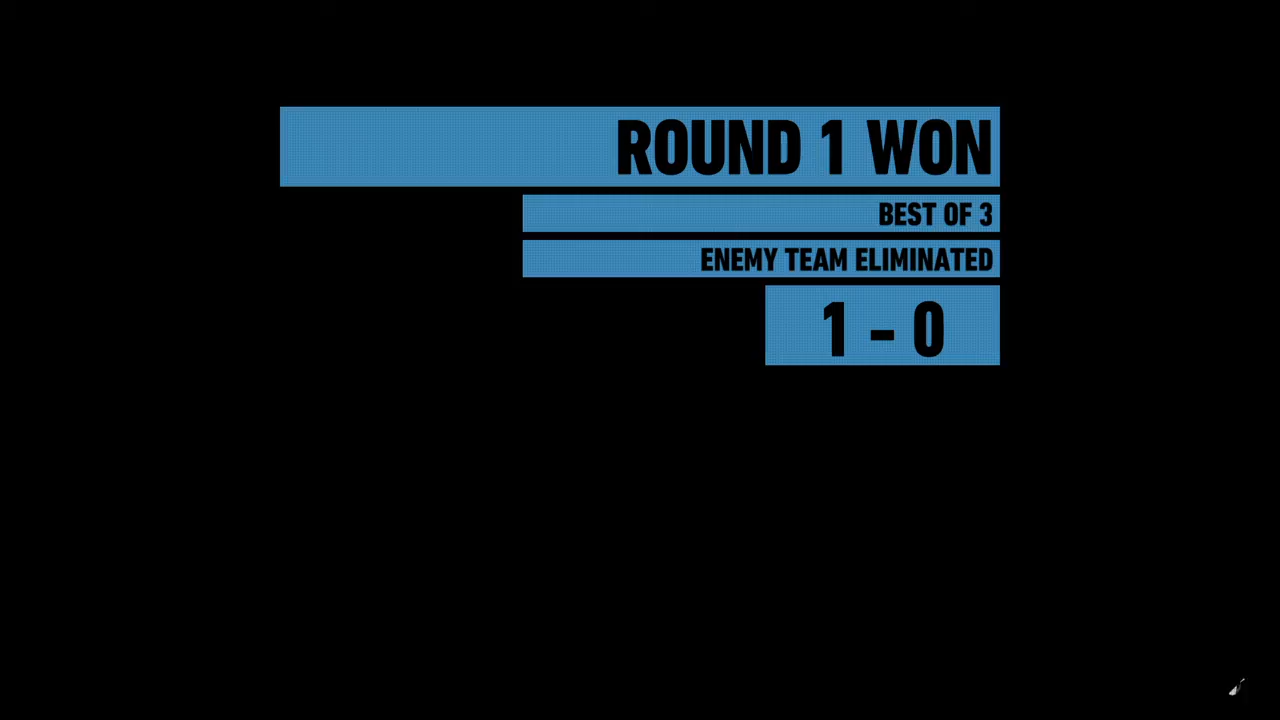 ROUND 1 WON
BEST OF 3
ENEMY TEAM ELIMINATED
1 - 0